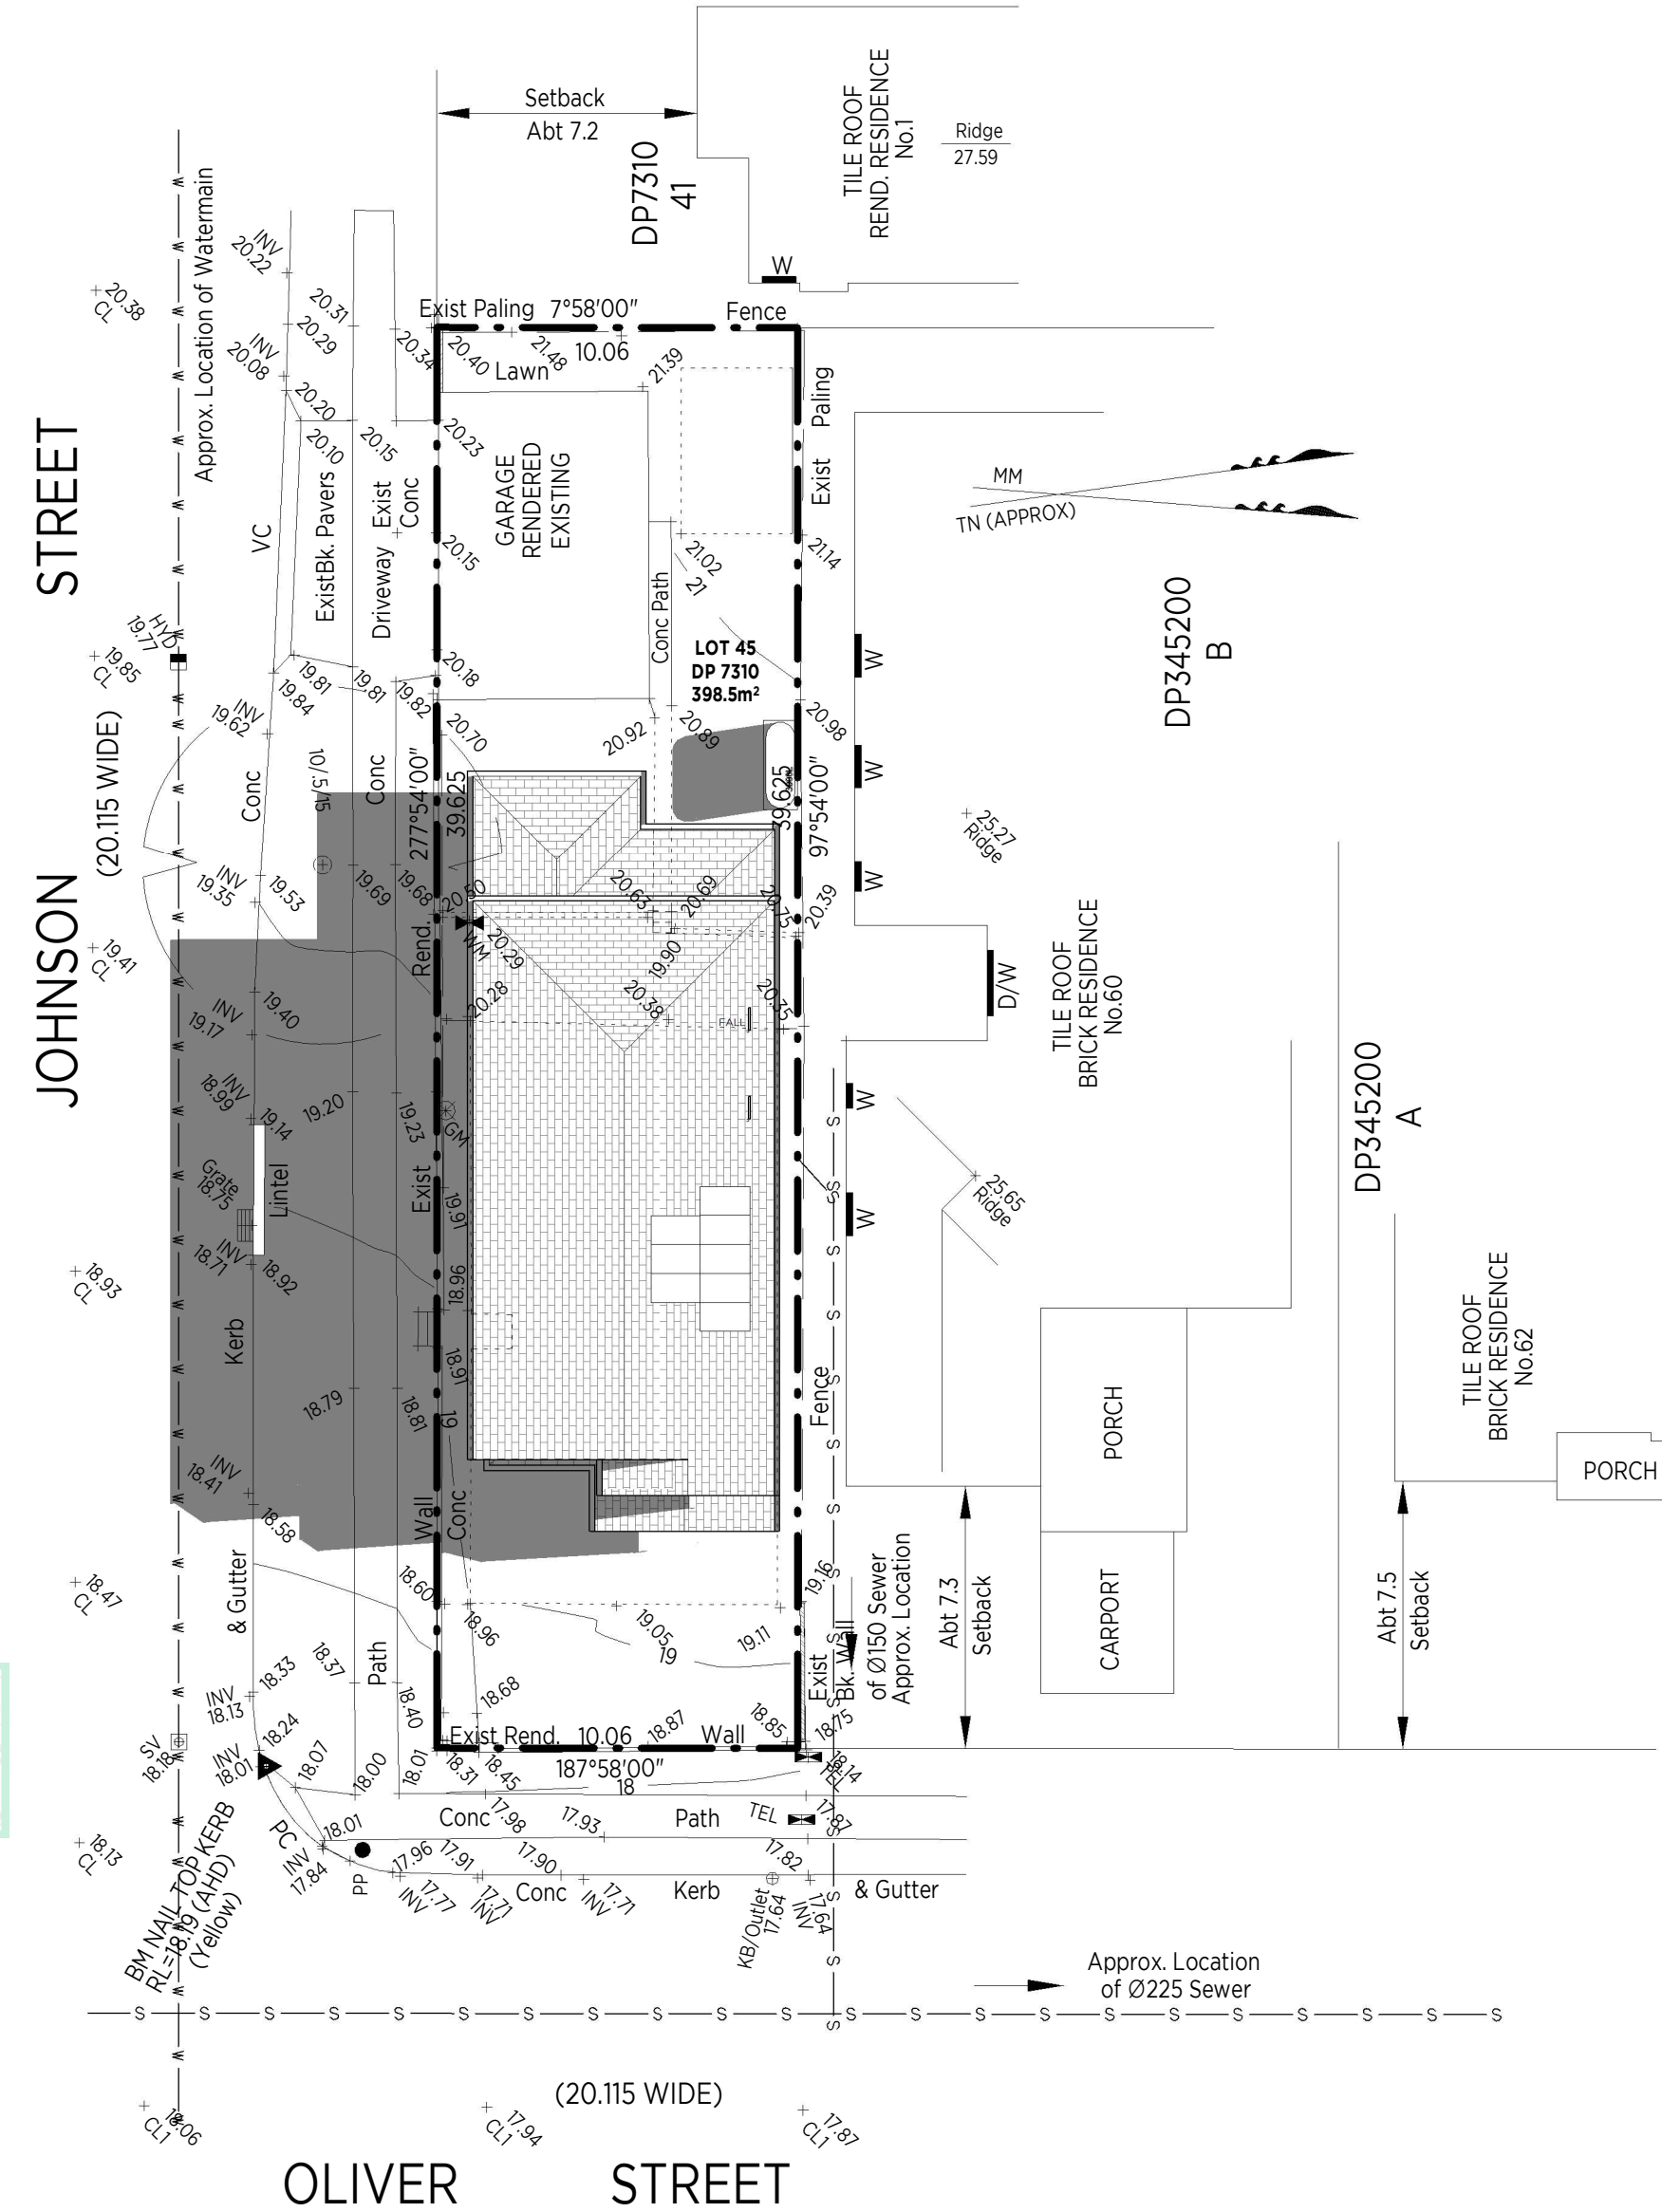 Setback
Abt 7.2
DP7310
41
TILE ROOF
REND. RESIDENCE
No.1
Ridge
27.59
W
Approx. Location of Watermain
STREET
JOHNSON
(20.115 WIDE)
20.38
CL
INV
20.22
20.31
20.29
INV
20.08
20.20
20.10
20.15
20.34
Exist Paling
7°58'00"
Fence
20.40
21.48
10.06
Lawn
21.39
20.23
Exist
Paling
VC
ExistBk. Pavers
Driveway
Exist
Conc
GARAGE
RENDERED
EXISTING
20.15
Conc Path
21.02
21
21.14
MM
TN (APPROX)
DP345200
B
LOT 45
DP 7310
398.5m²
HYD
19.77
19.85
CL
19.81
19.84
19.81
19.82
20.18
INV
19.62
20.70
20.92
20.89
20.98
W
W
W
Conc
10/.5/15
Conc
277°54'00"
39.625
39.625
97°54'00"
25.27
Ridge
INV
19.35
19.53
19.69
19.68
20.50
20.63
20.69
20.75
20.39
Rend.
WM
20.29
19.90
19.41
CL
INV
19.17
19.40
20.28
20.38
20.35
FALL
D/W
TILE ROOF
BRICK RESIDENCE
No.60
INV
18.99
19.14
19.20
19.23
GM
W
S
DP345200
A
Grate
18.75
Lintel
Exist
19.91
25.65
Ridge
W
INV
18.71
18.92
18.96
18.93
CL
Kerb
18.91
18.79
18.81
19
Fence
PORCH
TILE ROOF
BRICK RESIDENCE
No.62
PORCH
INV
18.41
18.58
Wall
Conc
18.47
CL
& Gutter
18.60
18.96
19.05
19
19.11
19.16
Exist
Bk. Wall
of Ø150 Sewer
Approx. Location
Abt 7.3
Setback
CARPORT
Abt 7.5
Setback
18.37
Path
18.33
INV
18.13
18.40
18.68
SV
18.18
18.24
INV
18.01
18.07
18.00
18.01
Exist Rend.
10.06
18.87
Wall
18.85
18.75
18.31
18.45
187°58'00"
18
18.14
TEL
Conc
17.98
17.93
Path
TEL
17.87
18.13
CL
PC
INV
17.84
18.01
PP
17.96
17.91
17.90
17.82
17.77
INV
17.71
INV
Conc
17.71
INV
Kerb
KB/Outlet
17.64
17.64
INV
& Gutter
BM NAIL TOP KERB
RL=18.19 (AHD)
(Yellow)
Approx. Location
of Ø225 Sewer
S S S S S S S S S S S S S S S S S S S S S S
(20.115 WIDE)
18.06
CL1
17.94
CL1
17.87
CL1
OLIVER STREET